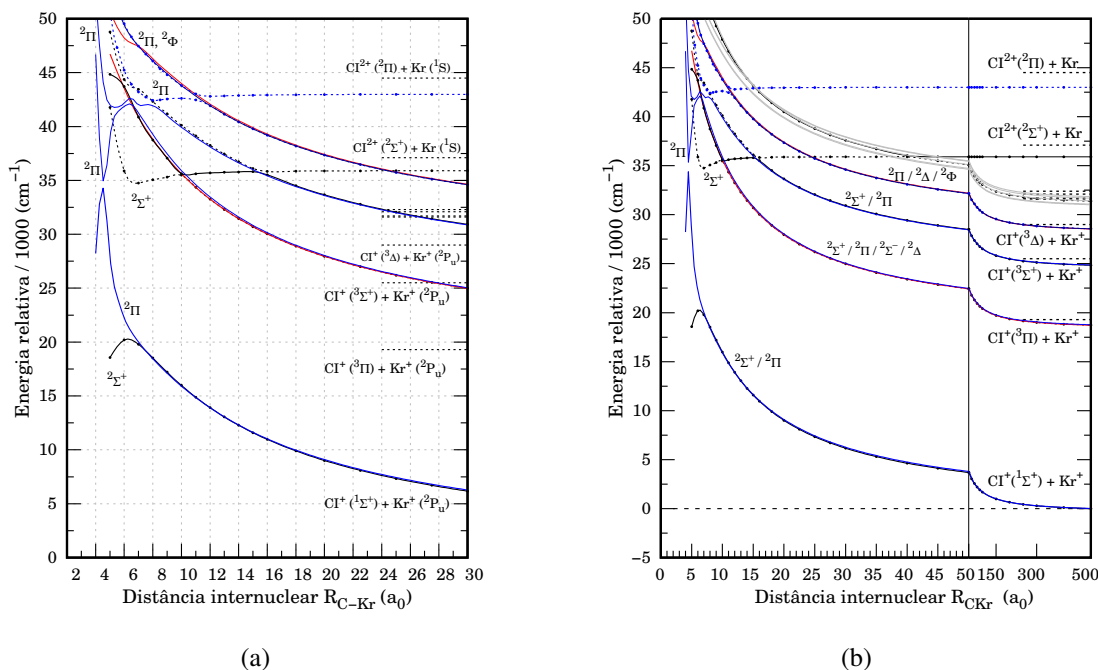 50
45
40
35
30
25
20
15
10
5
0
2 4 6 8 10 12 14 16 18 20 22 24 26 28 30
Energia relativa / 1000 (cm⁻¹)
Distância internuclear R_C−Kr (a₀)
²Π
²Π, ²Φ
CI²⁺(²Π) + Kr(¹S)
²Π
CI²⁺(²Σ⁺) + Kr(¹S)
²Π
²Σ⁺
CI⁺(³Δ) + Kr⁺(²Pᵤ)
CI⁺(³Σ⁺) + Kr⁺(²Pᵤ)
²Π
CI⁺(³Π) + Kr⁺(²Pᵤ)
²Σ⁺
CI⁺(¹Σ⁺) + Kr⁺(²Pᵤ)
(a)
50
45
40
35
30
25
20
15
10
5
0
−5
0 5 10 15 20 25 30 35 40 45 50 150 300 500
Energia relativa / 1000 (cm⁻¹)
Distância internuclear R_CKr (a₀)
CI²⁺(²Π) + Kr
CI²⁺(²Σ⁺) + Kr
²Π
²Σ⁺
²Π/²Δ/²Φ
²Σ⁺/²Π
CI⁺(³Δ) + Kr⁺
²Σ⁺/²Π/²Σ⁻/²Δ
CI⁺(³Σ⁺) + Kr⁺
CI⁺(³Π) + Kr⁺
²Σ⁺/²Π
CI⁺(¹Σ⁺) + Kr⁺
(b)